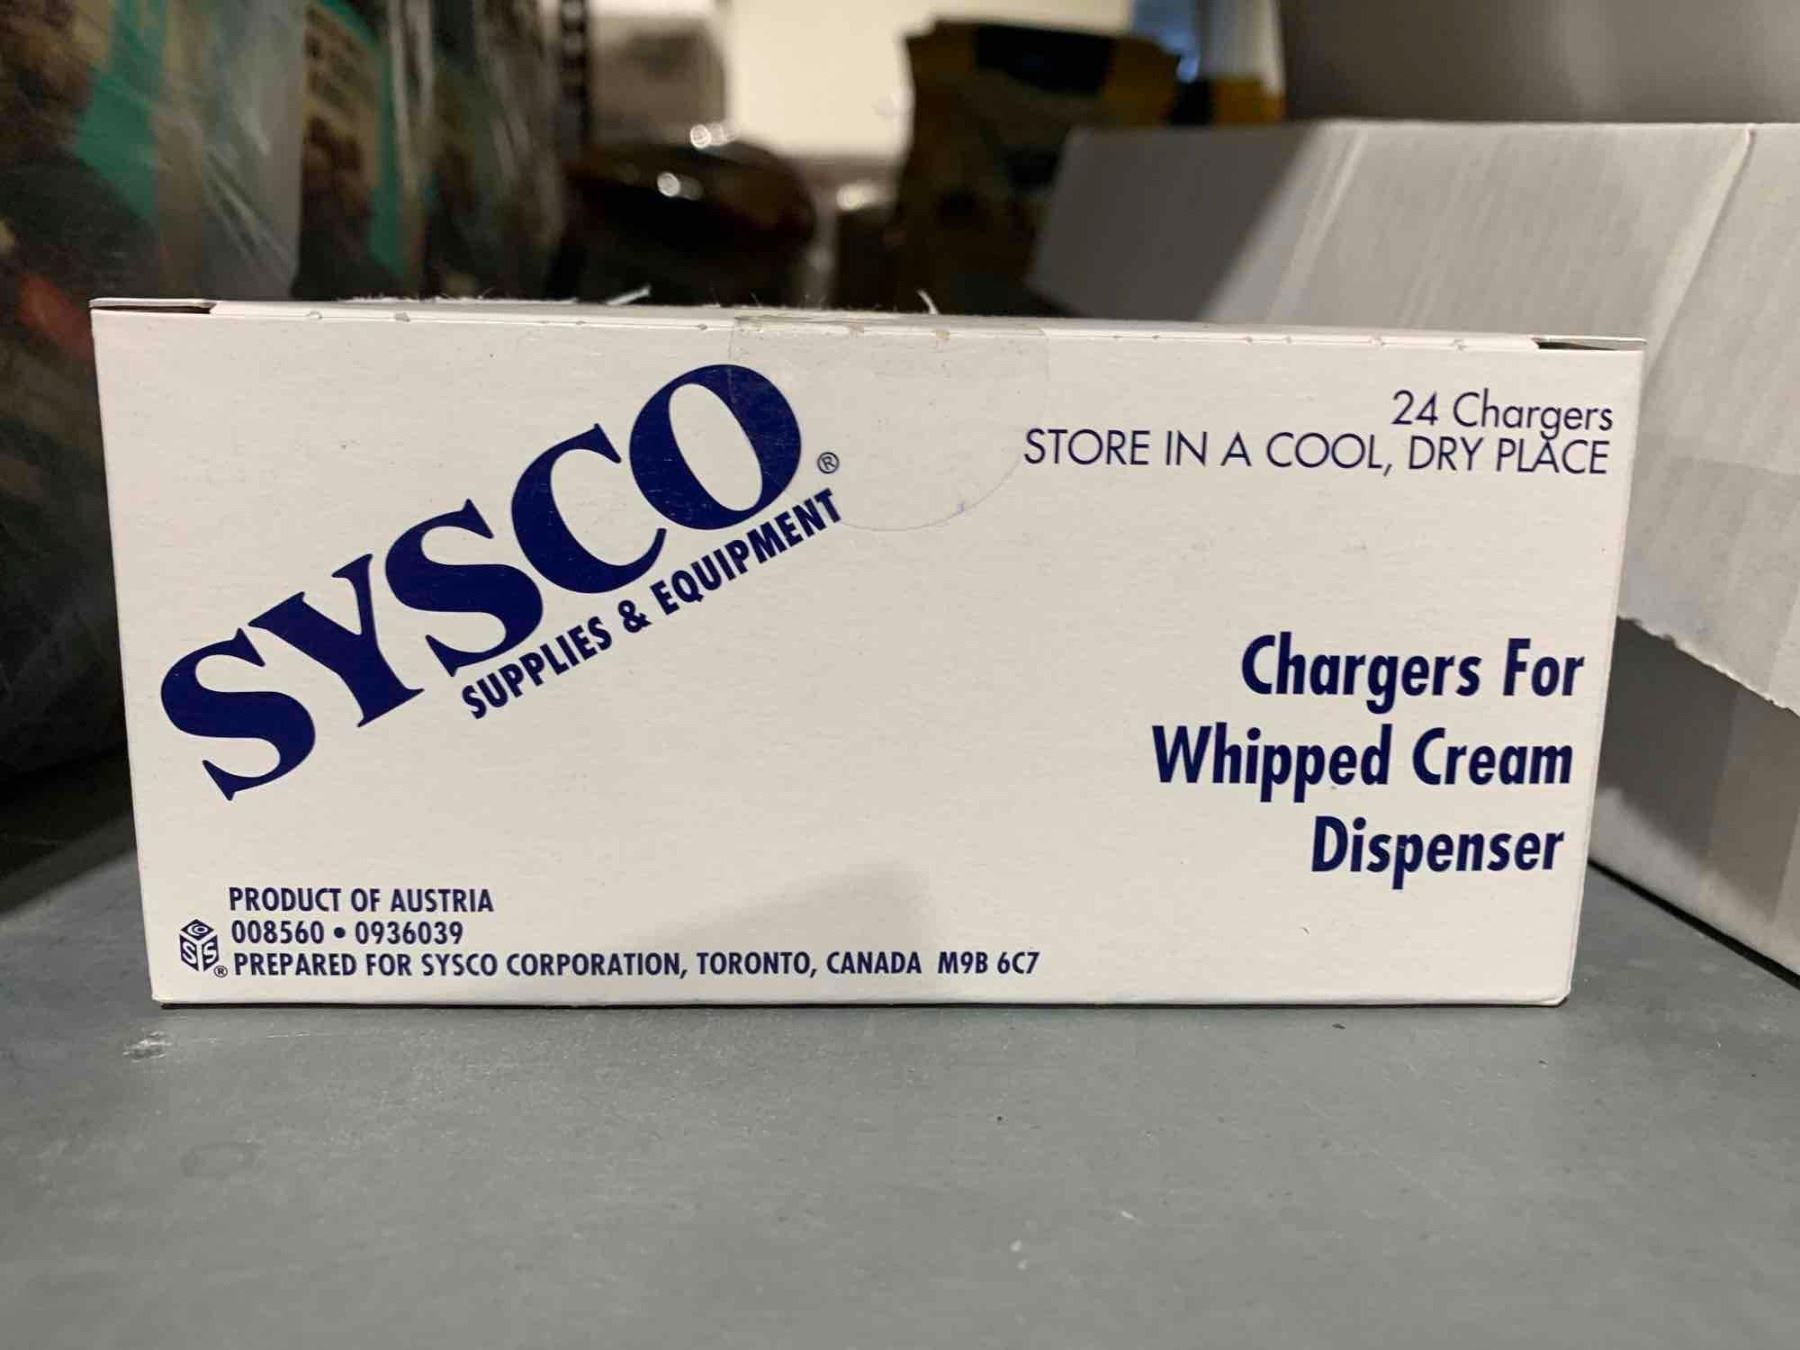 SYSCO®
SUPPLIES & EQUIPMENT
24 Chargers
STORE IN A COOL, DRY PLACE
Chargers For
Whipped Cream
Dispenser
PRODUCT OF AUSTRIA
008560 • 0936039
PREPARED FOR SYSCO CORPORATION, TORONTO, CANADA M9B 6C7